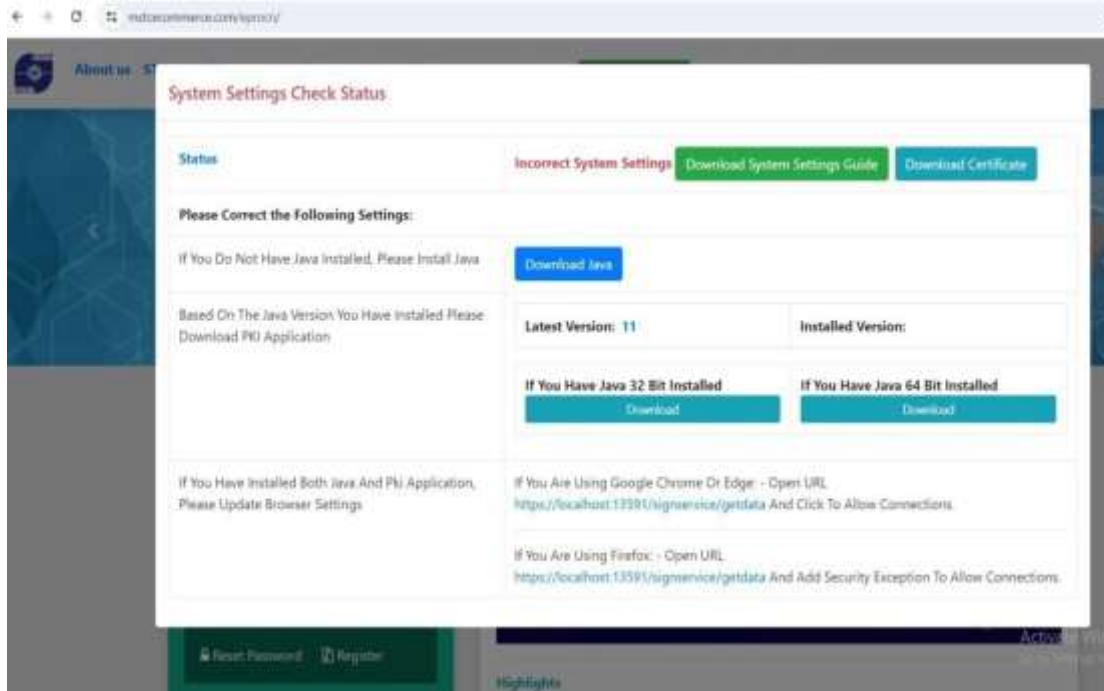 mstcecommerce.com/eprocn/
About us
System Settings Check Status
Status
Incorrect System Settings Download System Settings Guide Download Certificate
Please Correct the Following Settings:
If You Do Not Have Java Installed, Please Install Java
Download Java
Based On The Java Version You Have Installed Please
Download PKI Application
Latest Version: 11
Installed Version:
If You Have Java 32 Bit Installed
Download
If You Have Java 64 Bit Installed
Download
If You Have Installed Both Java And Pki Application,
Please Update Browser Settings
If You Are Using Google Chrome Or Edge: - Open URL
https://localhost:13591/signservice/getdata And Click To Allow Connections.
If You Are Using Firefox: - Open URL
https://localhost:13591/signservice/getdata And Add Security Exception To Allow Connections.
Reset Password
Register
Highlights